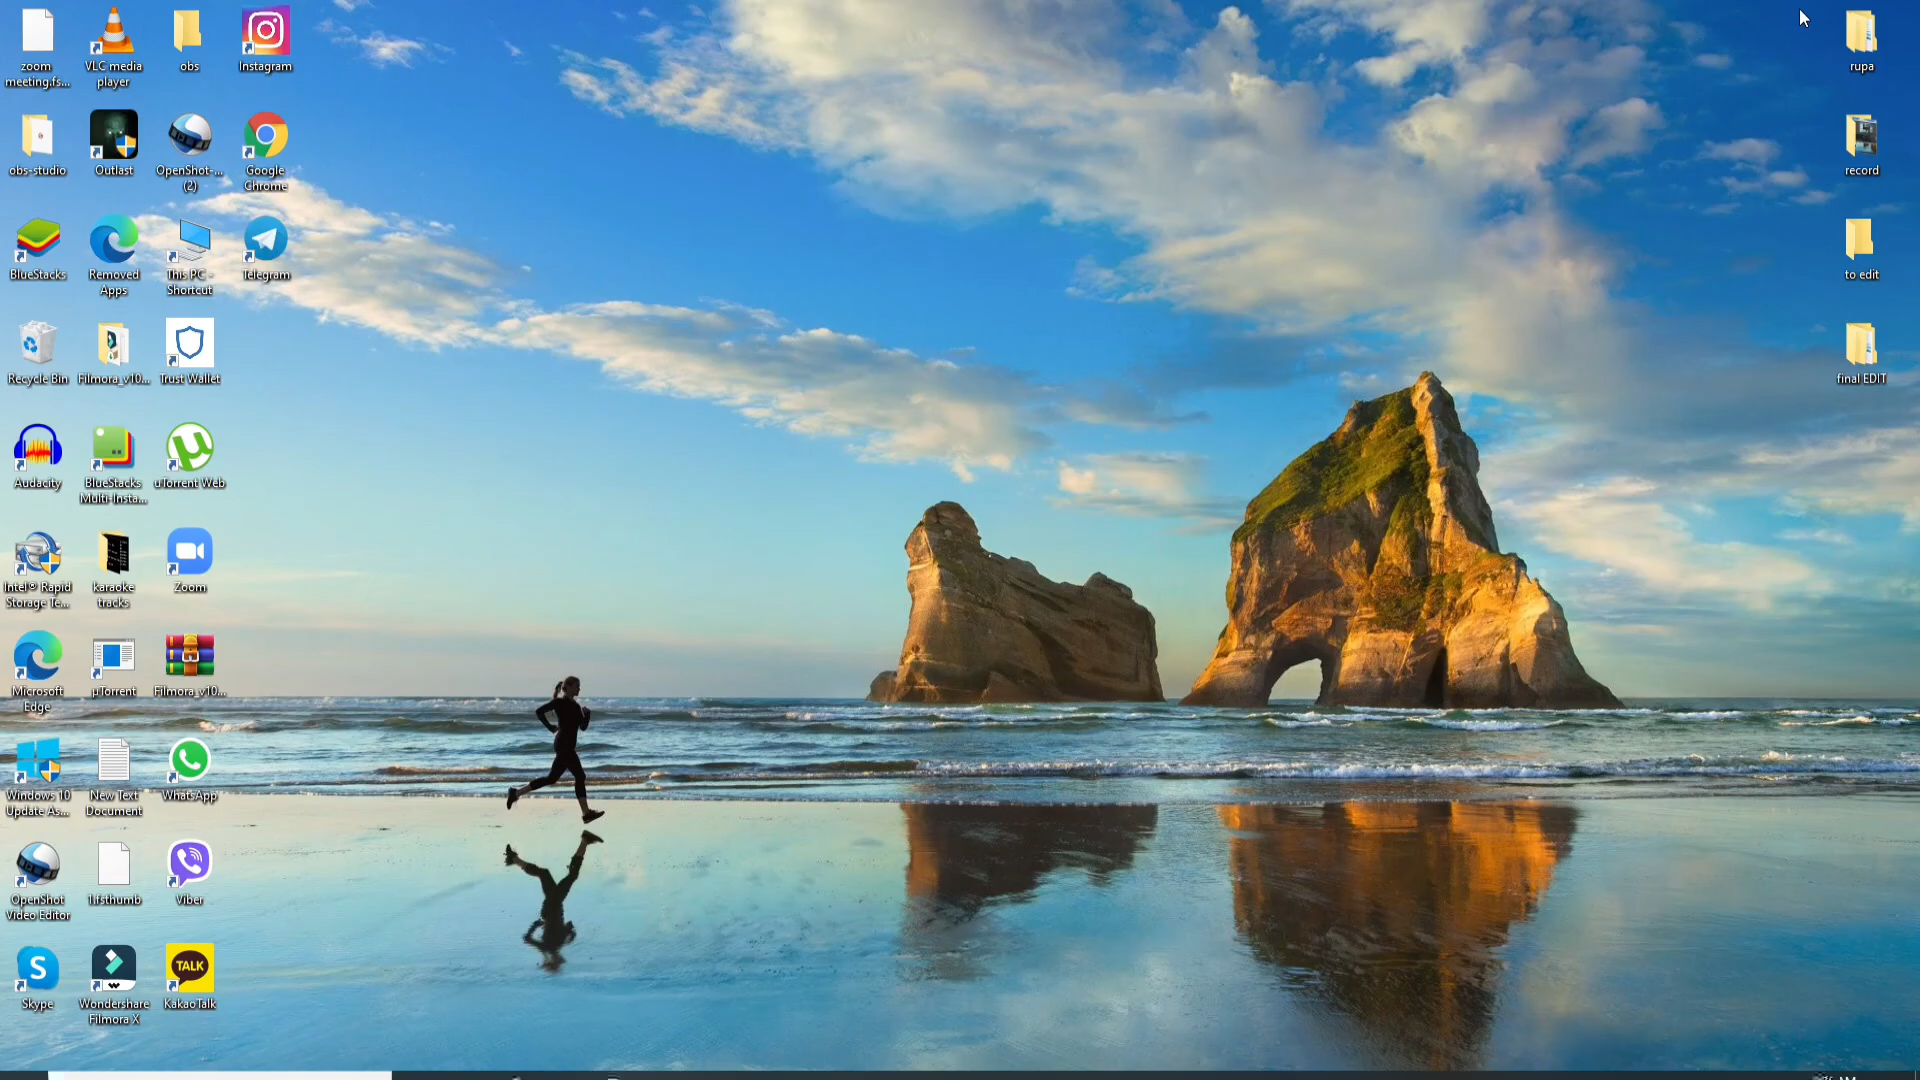 zoom
meeting.fs...
VLC media
player
obs
Instagram
obs-studio
Outlast
OpenShot-...
(2)
Google
Chrome
BlueStacks
Removed
Apps
This PC -
Shortcut
Telegram
Recycle Bin
Filmora_v10...
Trust Wallet
Audacity
BlueStacks
Multi-Insta...
uTorrent Web
Intel® Rapid
Storage Te...
karaoke
tracks
Zoom
Microsoft
Edge
µTorrent
Filmora_v10...
Windows 10
Update As...
New Text
Document
WhatsApp
OpenShot
Video Editor
1.fsthumb
Viber
Skype
Wondershare
Filmora X
TALK
KakaoTalk
rupa
record
to edit
final EDIT